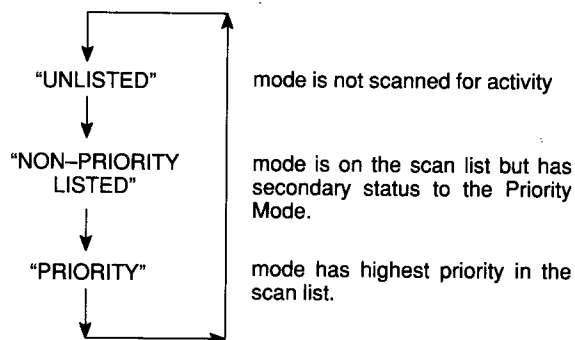 “UNLISTED” mode is not scanned for activity
“NON–PRIORITY LISTED” mode is on the scan list but has
secondary status to the Priority
Mode.
“PRIORITY” mode has highest priority in the
scan list.